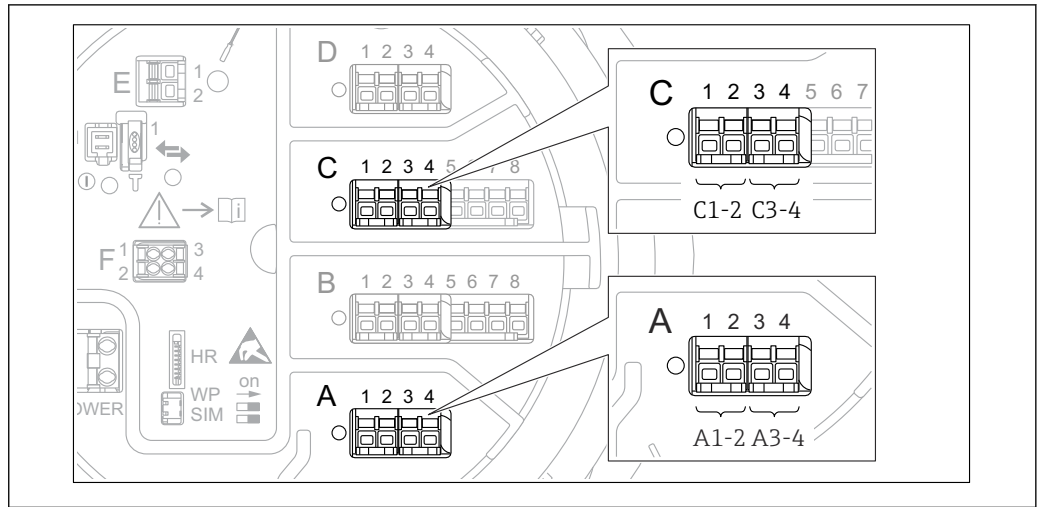 D 1 2 3 4
E 1
2
C 1 2 3 4 5 6 7
1
C 1 2 3 4 5 6 7 8
C1-2 C3-4
i
F 1 3
2 4
B 1 2 3 4 5 6 7 8
A 1 2 3 4
HR
on
WP
SIM
OWER
A 1 2 3 4
A1-2 A3-4